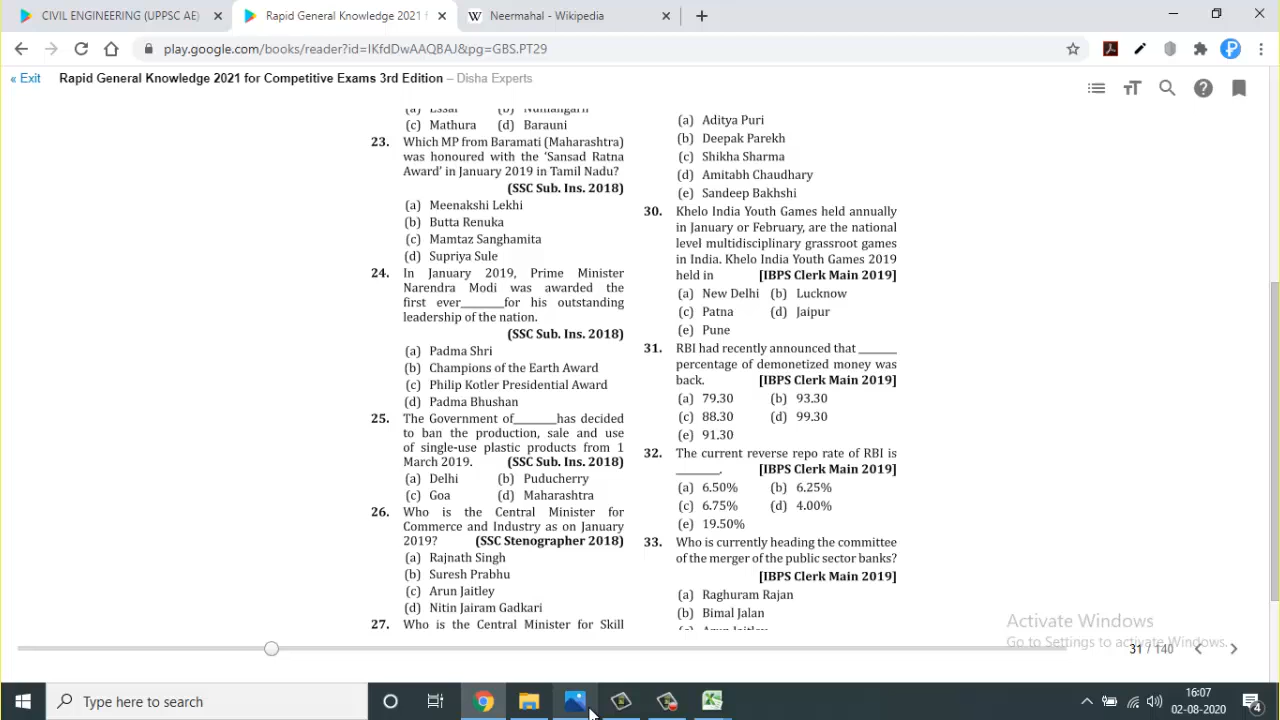 CIVIL ENGINEERING (UPPSC AE)
Rapid General Knowledge 2021 f
Neermahal - Wikipedia
play.google.com/books/reader?id=IKfdDwAAQBAJ&pg=GBS.PT29
« Exit Rapid General Knowledge 2021 for Competitive Exams 3rd Edition – Disha Experts
(a) Essar (b) Numaligarh
(c) Mathura (d) Barauni
23. Which MP from Baramati (Maharashtra)
was honoured with the ‘Sansad Ratna
Award’ in January 2019 in Tamil Nadu?
(SSC Sub. Ins. 2018)
(a) Meenakshi Lekhi
(b) Butta Renuka
(c) Mamtaz Sanghamita
(d) Supriya Sule
24. In January 2019, Prime Minister
Narendra Modi was awarded the
first ever_______for his outstanding
leadership of the nation.
(SSC Sub. Ins. 2018)
(a) Padma Shri
(b) Champions of the Earth Award
(c) Philip Kotler Presidential Award
(d) Padma Bhushan
25. The Government of_______has decided
to ban the production, sale and use
of single-use plastic products from 1
March 2019. (SSC Sub. Ins. 2018)
(a) Delhi (b) Puducherry
(c) Goa (d) Maharashtra
26. Who is the Central Minister for
Commerce and Industry as on January
2019? (SSC Stenographer 2018)
(a) Rajnath Singh
(b) Suresh Prabhu
(c) Arun Jaitley
(d) Nitin Jairam Gadkari
27. Who is the Central Minister for Skill
(a) Aditya Puri
(b) Deepak Parekh
(c) Shikha Sharma
(d) Amitabh Chaudhary
(e) Sandeep Bakhshi
30. Khelo India Youth Games held annually
in January or February, are the national
level multidisciplinary grassroot games
in India. Khelo India Youth Games 2019
held in [IBPS Clerk Main 2019]
(a) New Delhi (b) Lucknow
(c) Patna (d) Jaipur
(e) Pune
31. RBI had recently announced that ______
percentage of demonetized money was
back. [IBPS Clerk Main 2019]
(a) 79.30 (b) 93.30
(c) 88.30 (d) 99.30
(e) 91.30
32. The current reverse repo rate of RBI is
_______. [IBPS Clerk Main 2019]
(a) 6.50% (b) 6.25%
(c) 6.75% (d) 4.00%
(e) 19.50%
33. Who is currently heading the committee
of the merger of the public sector banks?
[IBPS Clerk Main 2019]
(a) Raghuram Rajan
(b) Bimal Jalan
(c) Arun Jaitley
Activate Windows
Go to Settings to activate Windows.
31 / 140
Type here to search
16:07
02-08-2020
4